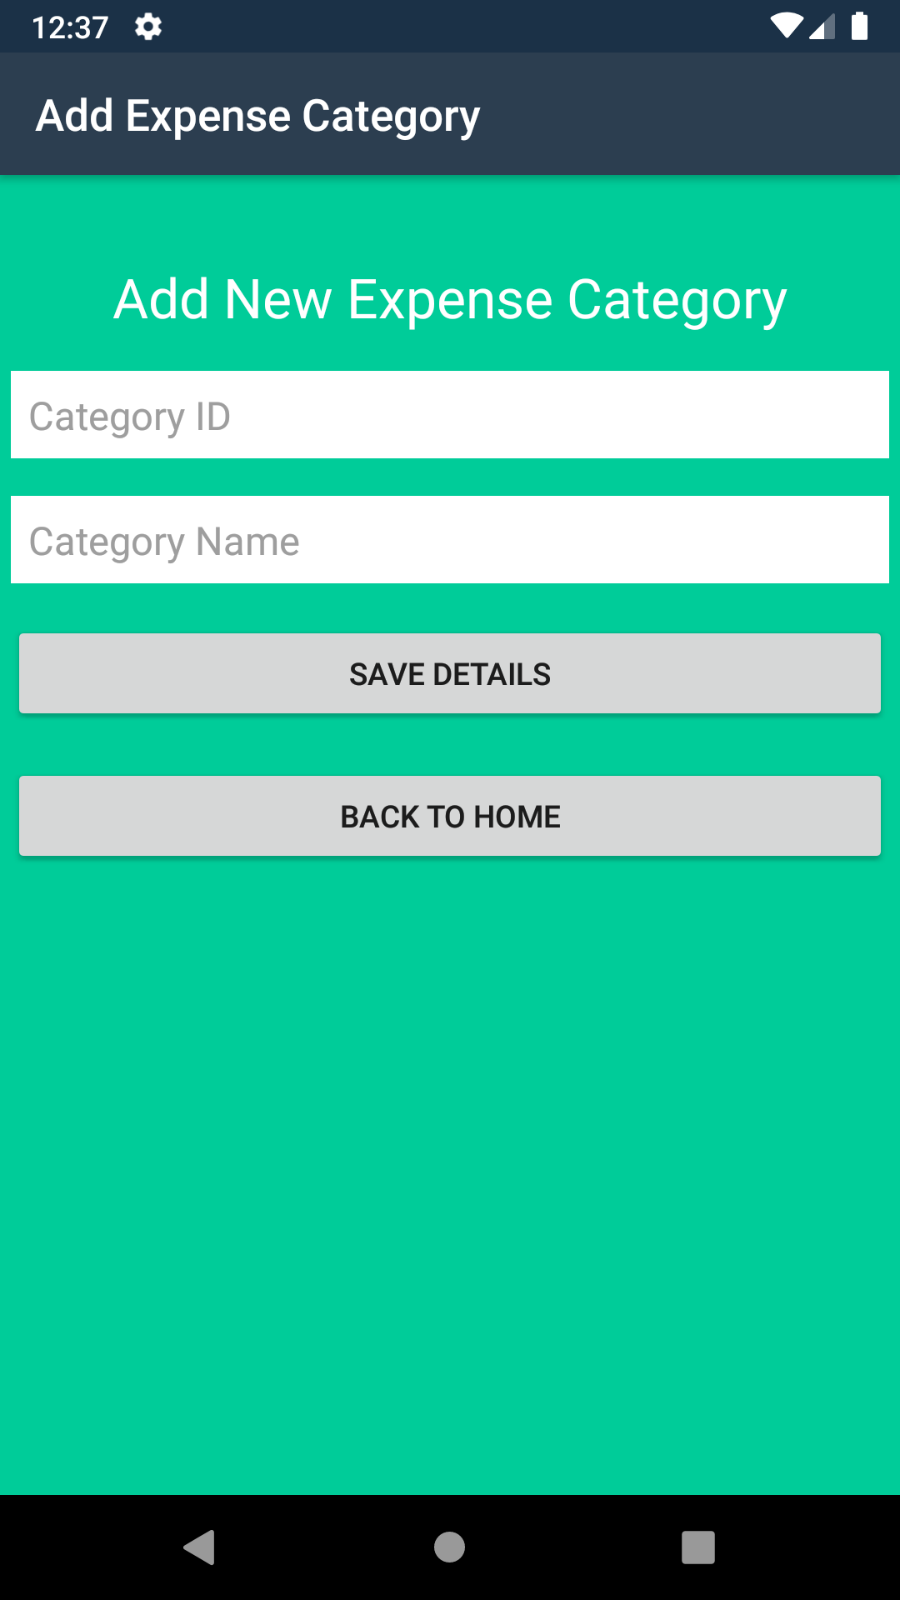 12:37
Add Expense Category
Add New Expense Category
Category ID
Category Name
SAVE DETAILS
BACK TO HOME